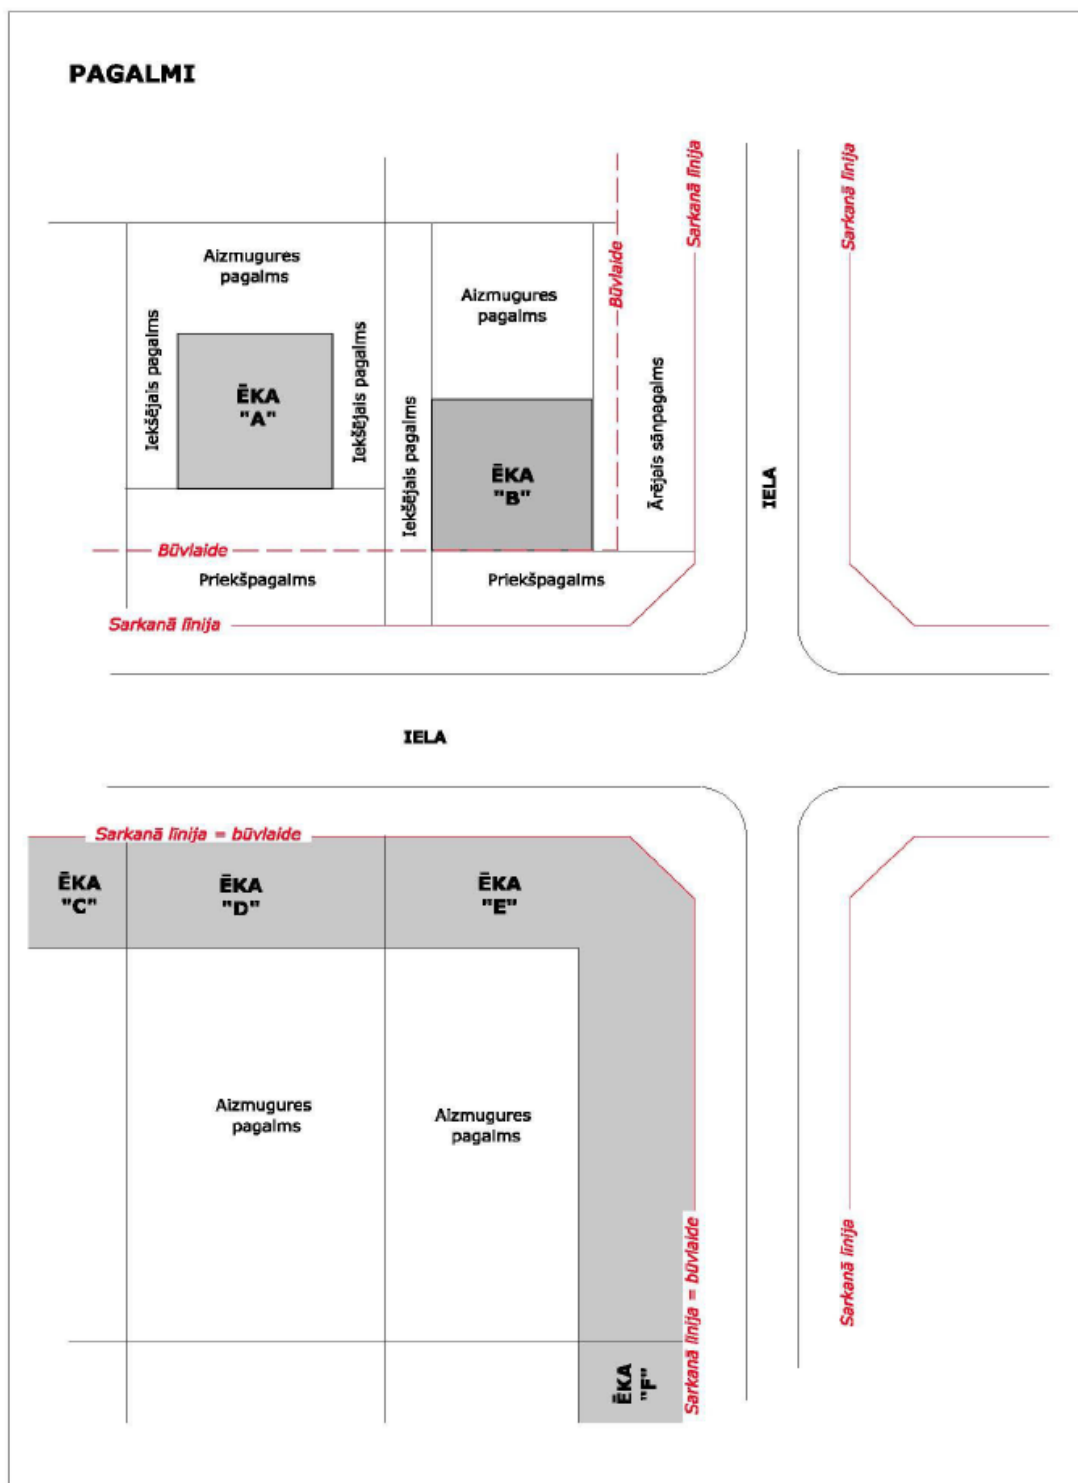 PAGALMI
Sarkanā līnija
Sarkanā līnija
Būvlaide
Aizmugures
pagalms
Aizmugures
pagalms
Iekšējais pagalms
Iekšējais pagalms
Iekšējais pagalms
Ārējais sānpagalms
ĒKA
"A"
ĒKA
"B"
IELA
Būvlaide
Priekšpagalms
Priekšpagalms
Sarkanā līnija
IELA
Sarkanā līnija = būvlaide
ĒKA
"C"
ĒKA
"D"
ĒKA
"E"
Aizmugures
pagalms
Aizmugures
pagalms
Sarkanā līnija = būvlaide
Sarkanā līnija
ĒKA
"F"